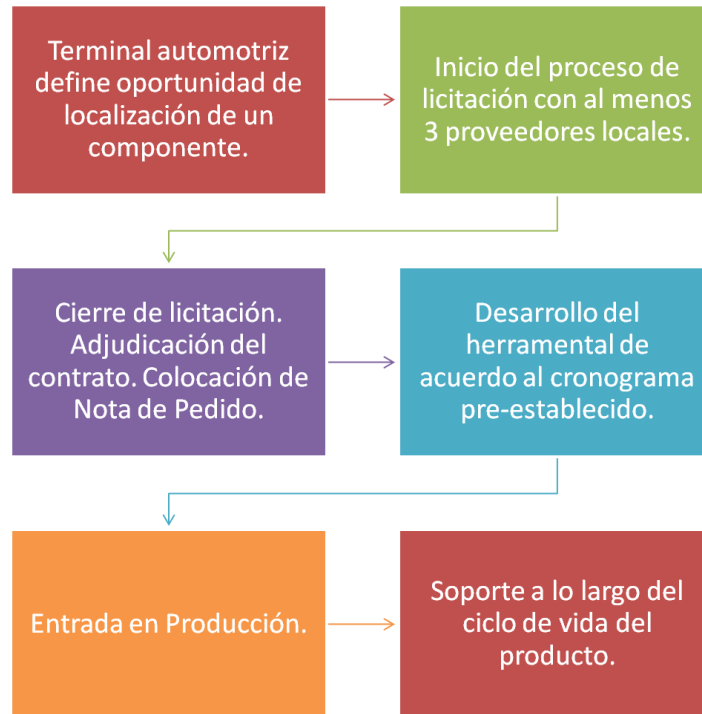 Terminal automotriz
define oportunidad de
localización de un
componente.
Inicio del proceso de
licitación con al menos
3 proveedores locales.
Cierre de licitación.
Adjudicación del
contrato. Colocación de
Nota de Pedido.
Desarrollo del
herramental de
acuerdo al cronograma
pre-establecido.
Entrada en Producción.
Soporte a lo largo del
ciclo de vida del
producto.